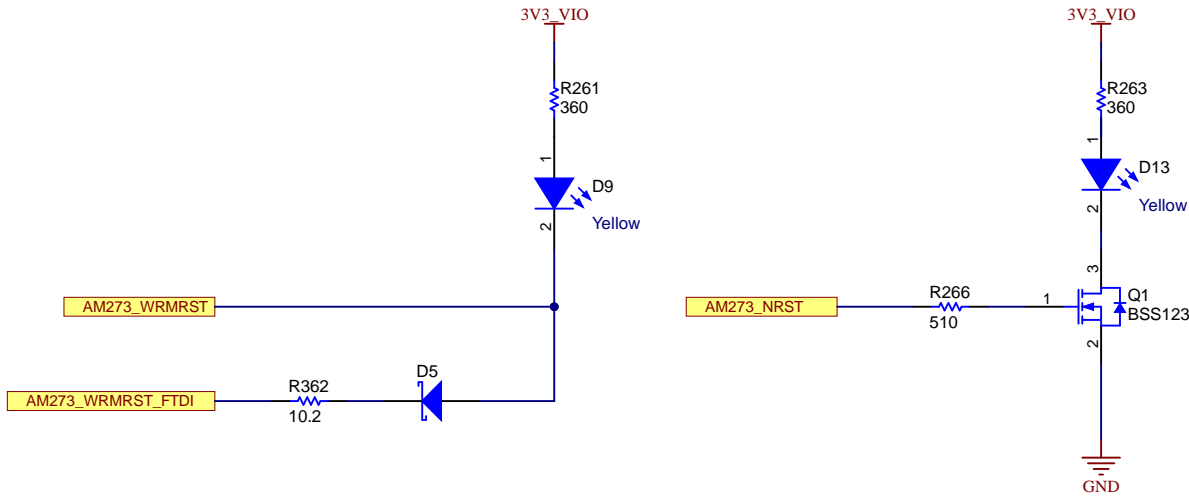 3V3_VIO
R261
360
1
D9
2
Yellow
AM273_WRMRST
D5
R362
10.2
AM273_WRMRST_FTDI
3V3_VIO
R263
360
1
D13
2
Yellow
3
AM273_NRST
R266
510
1
Q1
BSS123
2
GND